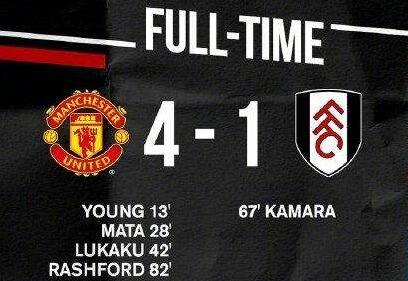 FULL-TIME
MANCHESTER
UNITED
4 - 1
FFC
YOUNG 13'
MATA 28'
LUKAKU 42'
RASHFORD 82'
67' KAMARA